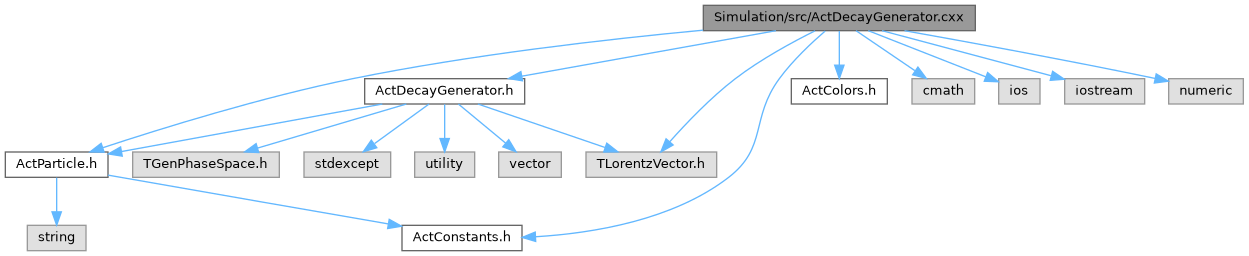 Simulation/src/ActDecayGenerator.cxx
ActDecayGenerator.h
ActColors.h
cmath
ios
iostream
numeric
ActParticle.h
TGenPhaseSpace.h
stdexcept
utility
vector
TLorentzVector.h
string
ActConstants.h